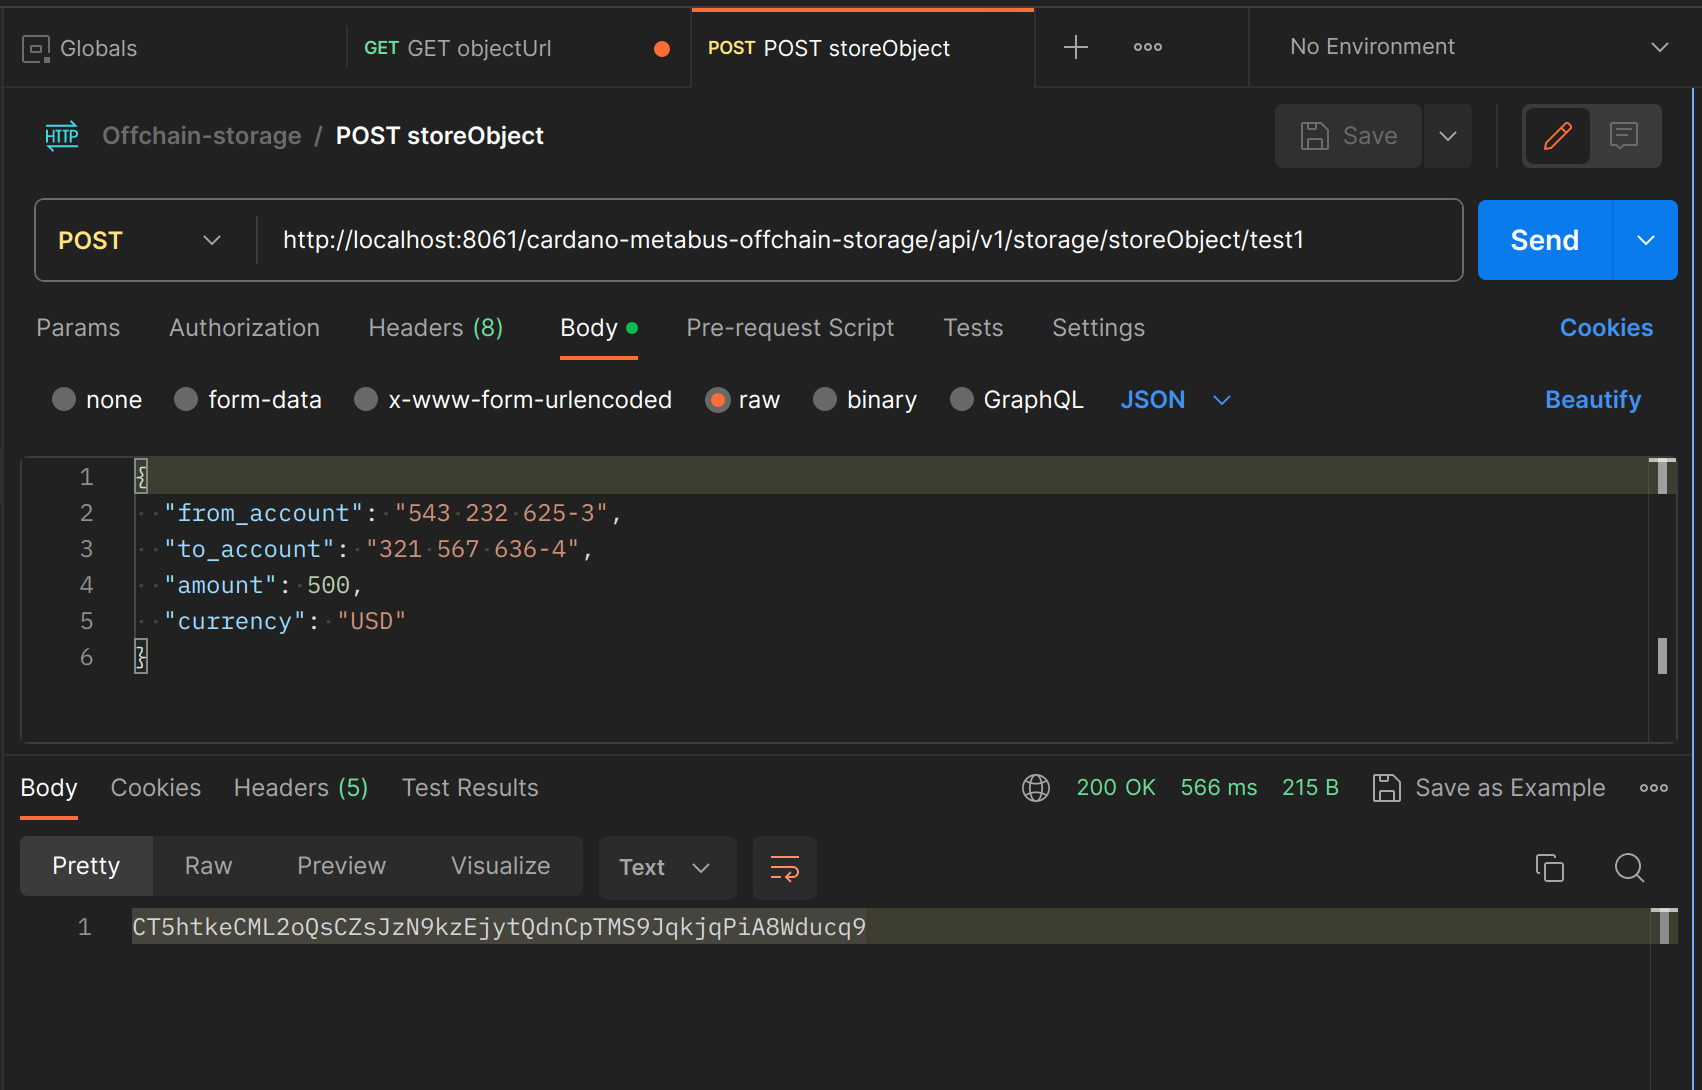 Globals GET GET objectUrl POST POST storeObject No Environment
HTTP Offchain-storage / POST storeObject Save
POST http://localhost:8061/cardano-metabus-offchain-storage/api/v1/storage/storeObject/test1 Send
Params Authorization Headers (8) Body Pre-request Script Tests Settings Cookies
none form-data x-www-form-urlencoded raw binary GraphQL JSON Beautify
1 {
2 "from_account": "543 232 625-3",
3 "to_account": "321 567 636-4",
4 "amount": 500,
5 "currency": "USD"
6 }
Body Cookies Headers (5) Test Results 200 OK 566 ms 215 B Save as Example
Pretty Raw Preview Visualize Text
1 CT5htkeCML2oQsCZsJzN9kzEjytQdnCpTMS9JqkjqPiA8Wducq9